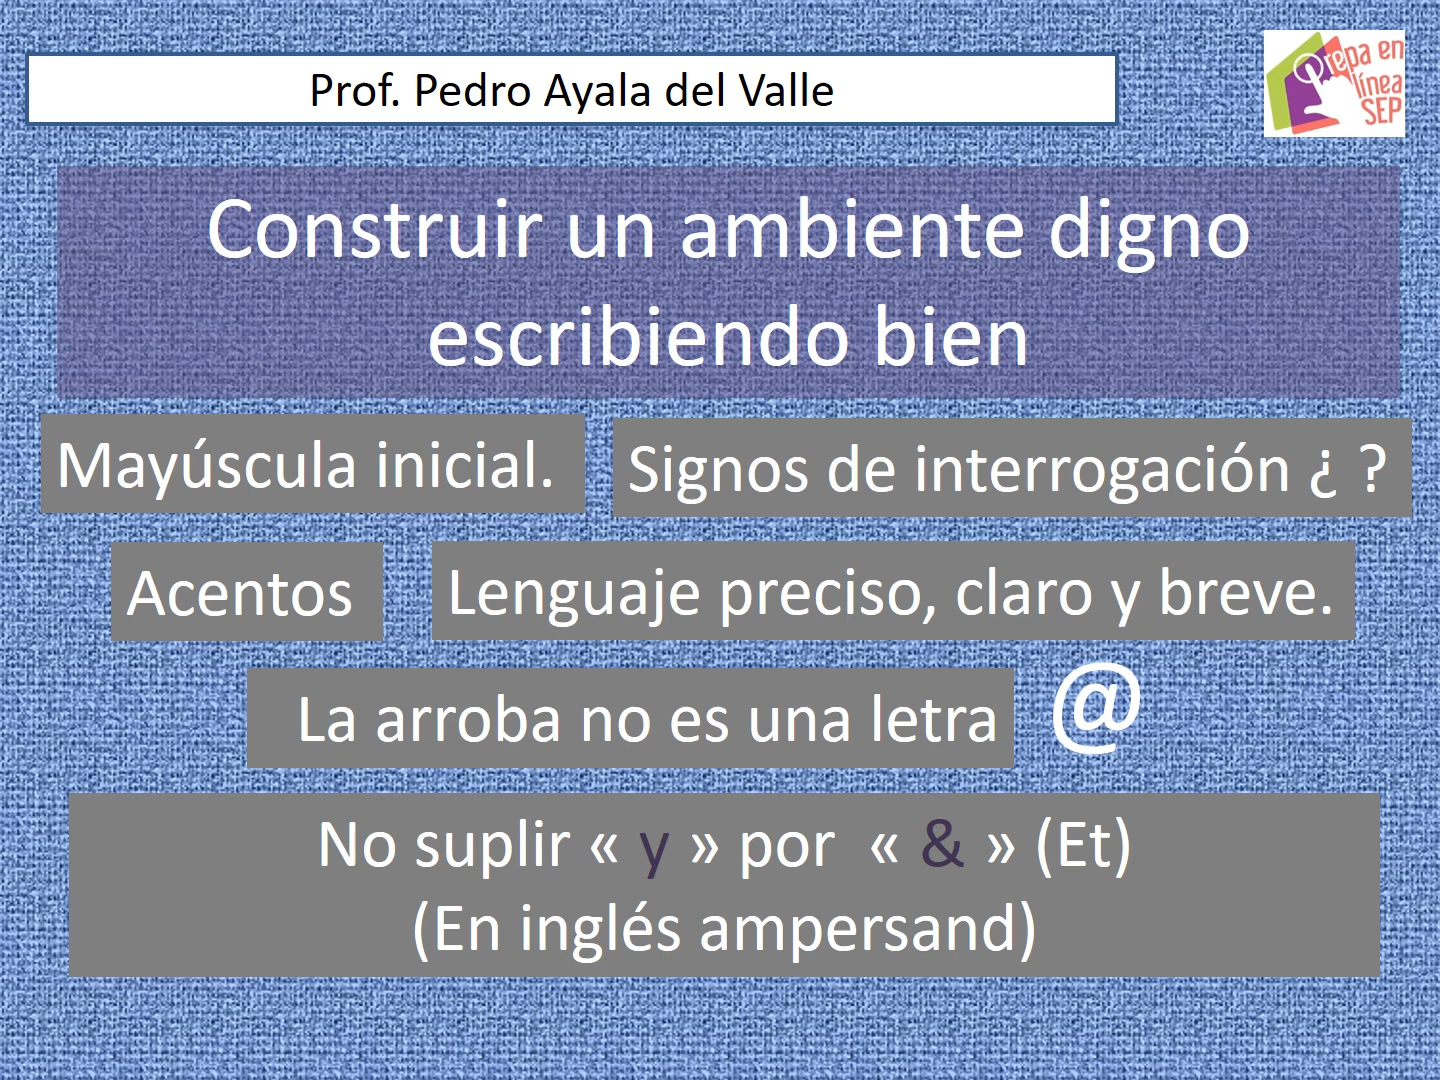 Prof. Pedro Ayala del Valle
Prepa en
línea
SEP
Construir un ambiente digno
escribiendo bien
Mayúscula inicial.
Signos de interrogación ¿ ?
Acentos
Lenguaje preciso, claro y breve.
La arroba no es una letra
@
No suplir « y » por « & » (Et)
(En inglés ampersand)